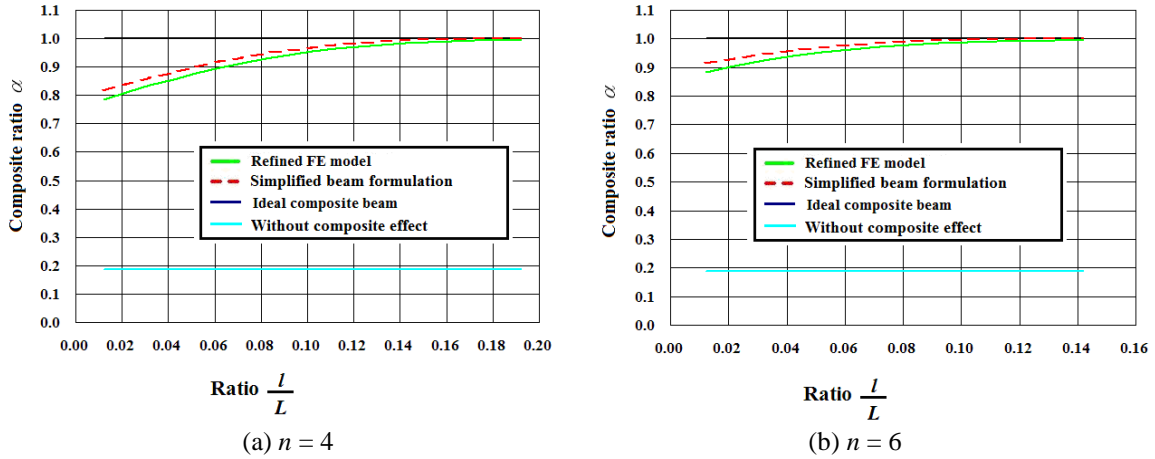 Composite ratio α
1.1
1.0
0.9
0.8
0.7
0.6
0.5
0.4
0.3
0.2
0.1
0.0
Refined FE model
Simplified beam formulation
Ideal composite beam
Without composite effect
0.00 0.02 0.04 0.06 0.08 0.10 0.12 0.14 0.16 0.18 0.20
Ratio l/L
(a) n = 4
Composite ratio α
1.1
1.0
0.9
0.8
0.7
0.6
0.5
0.4
0.3
0.2
0.1
0.0
Refined FE model
Simplified beam formulation
Ideal composite beam
Without composite effect
0.00 0.02 0.04 0.06 0.08 0.10 0.12 0.14 0.16
Ratio l/L
(b) n = 6